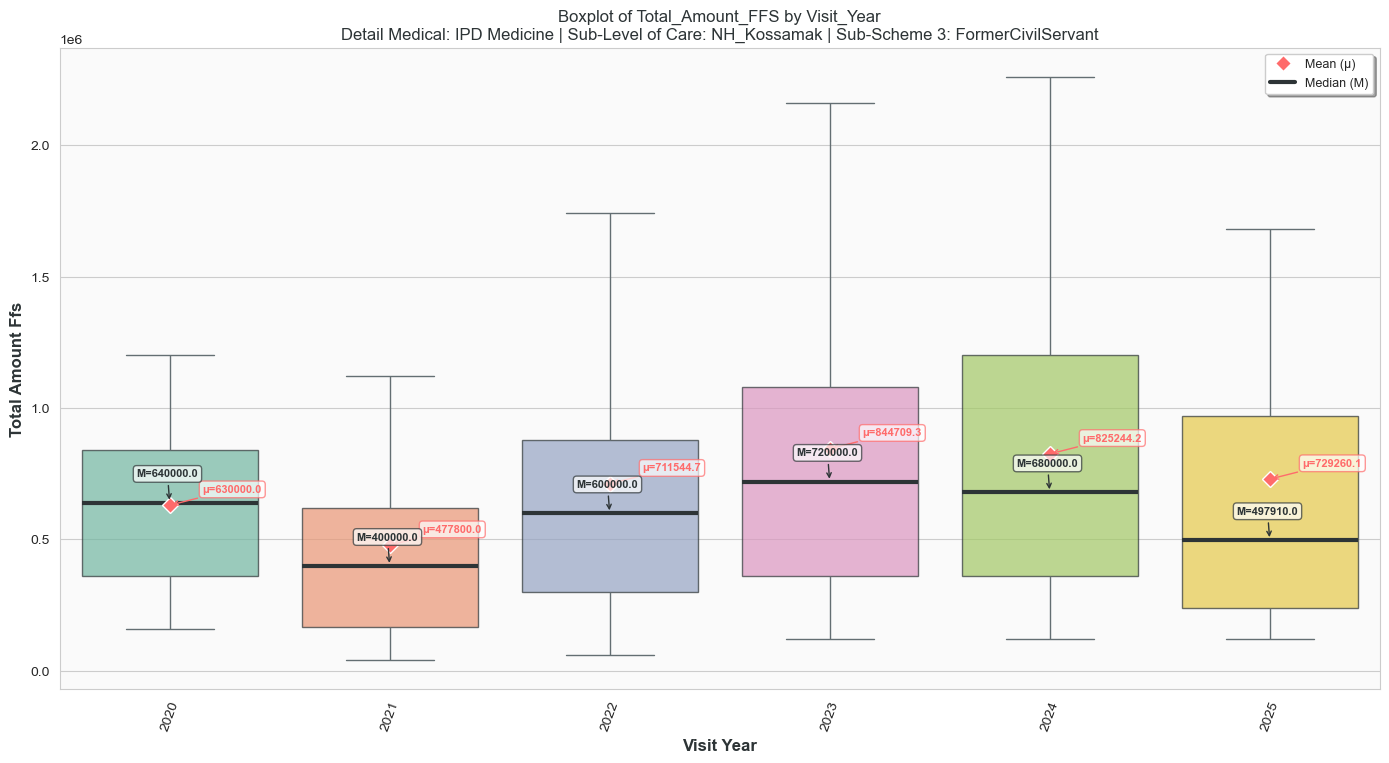 Boxplot of Total_Amount_FFS by Visit_Year
Detail Medical: IPD Medicine | Sub-Level of Care: NH_Kossamak | Sub-Scheme 3: FormerCivilServant
1e6
Mean (μ)
Median (M)
2.0
1.5
1.0
0.5
0.0
Total Amount Ffs
M=640000.0
μ=630000.0
M=400000.0
μ=477800.0
M=600000.0
μ=711544.7
M=720000.0
μ=844709.3
M=680000.0
μ=825244.2
M=497910.0
μ=729260.1
2020
2021
2022
2023
2024
2025
Visit Year